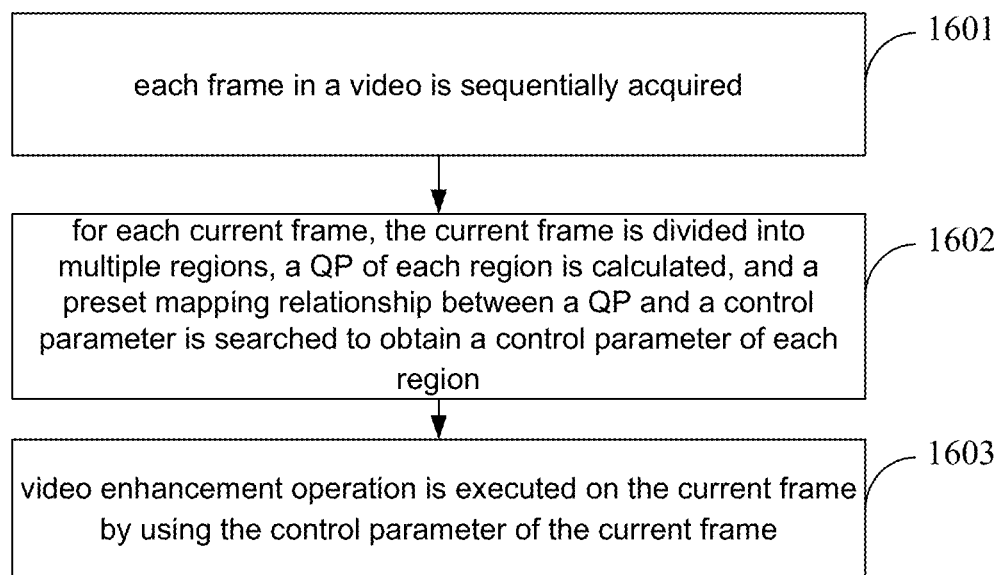 each frame in a video is sequentially acquired
1601
for each current frame, the current frame is divided into
multiple regions, a QP of each region is calculated, and a
preset mapping relationship between a QP and a control
parameter is searched to obtain a control parameter of each
region
1602
video enhancement operation is executed on the current frame
by using the control parameter of the current frame
1603